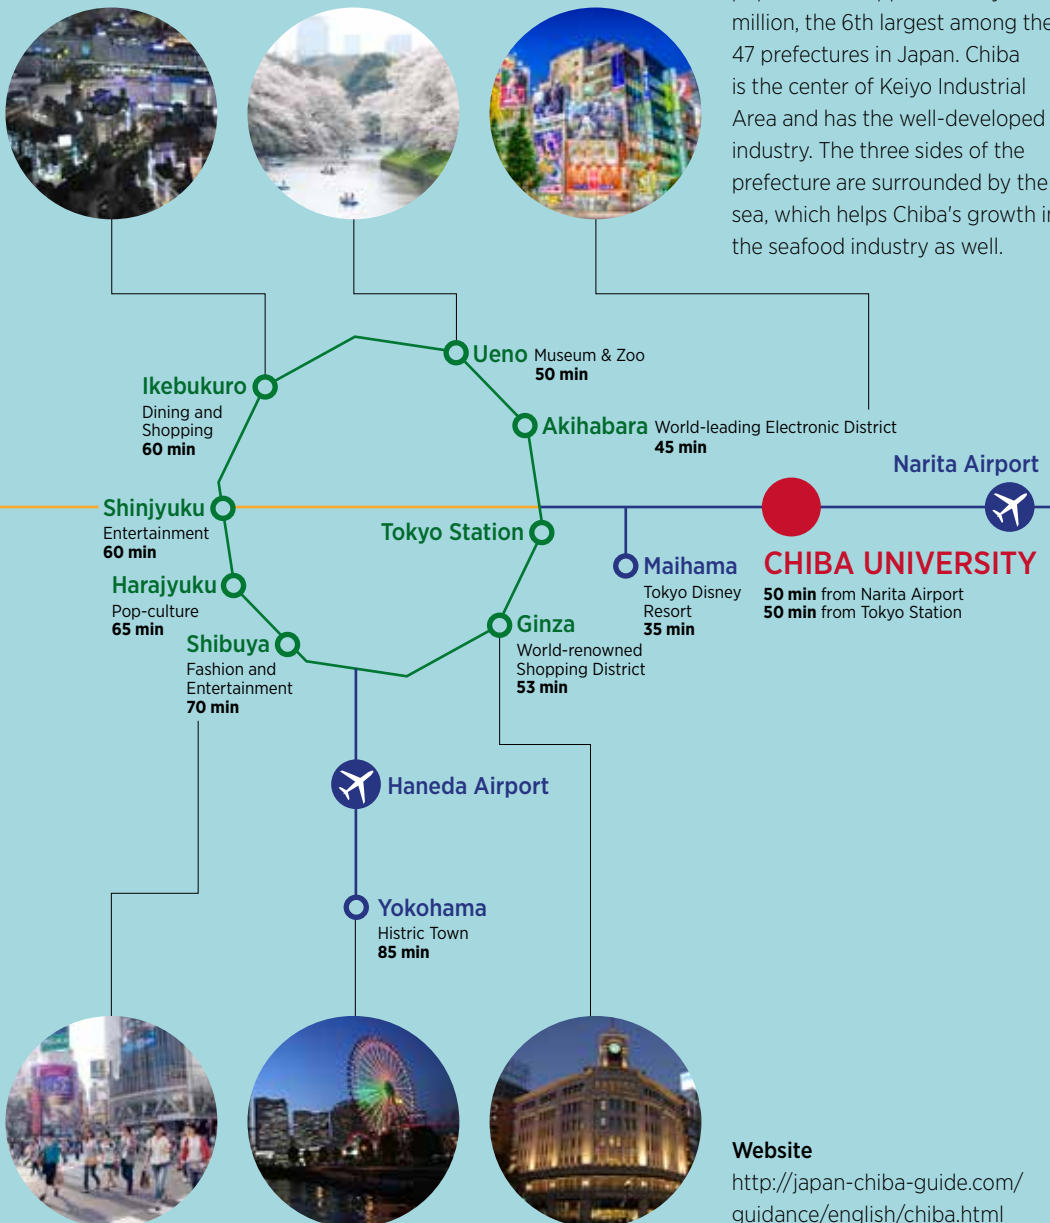 million, the 6th largest among the
47 prefectures in Japan. Chiba
is the center of Keiyo Industrial
Area and has the well-developed
industry. The three sides of the
prefecture are surrounded by the
sea, which helps Chiba's growth in
the seafood industry as well.
Ueno Museum & Zoo
50 min
Ikebukuro
Dining and
Shopping
60 min
Akihabara World-leading Electronic District
45 min
Narita Airport
Shinjyuku
Entertainment
60 min
Tokyo Station
Maihama
Tokyo Disney
Resort
35 min
CHIBA UNIVERSITY
50 min from Narita Airport
50 min from Tokyo Station
Harajyuku
Pop-culture
65 min
Ginza
World-renowned
Shopping District
53 min
Shibuya
Fashion and
Entertainment
70 min
Haneda Airport
Yokohama
Histric Town
85 min
Website
http://japan-chiba-guide.com/
guidance/english/chiba.html